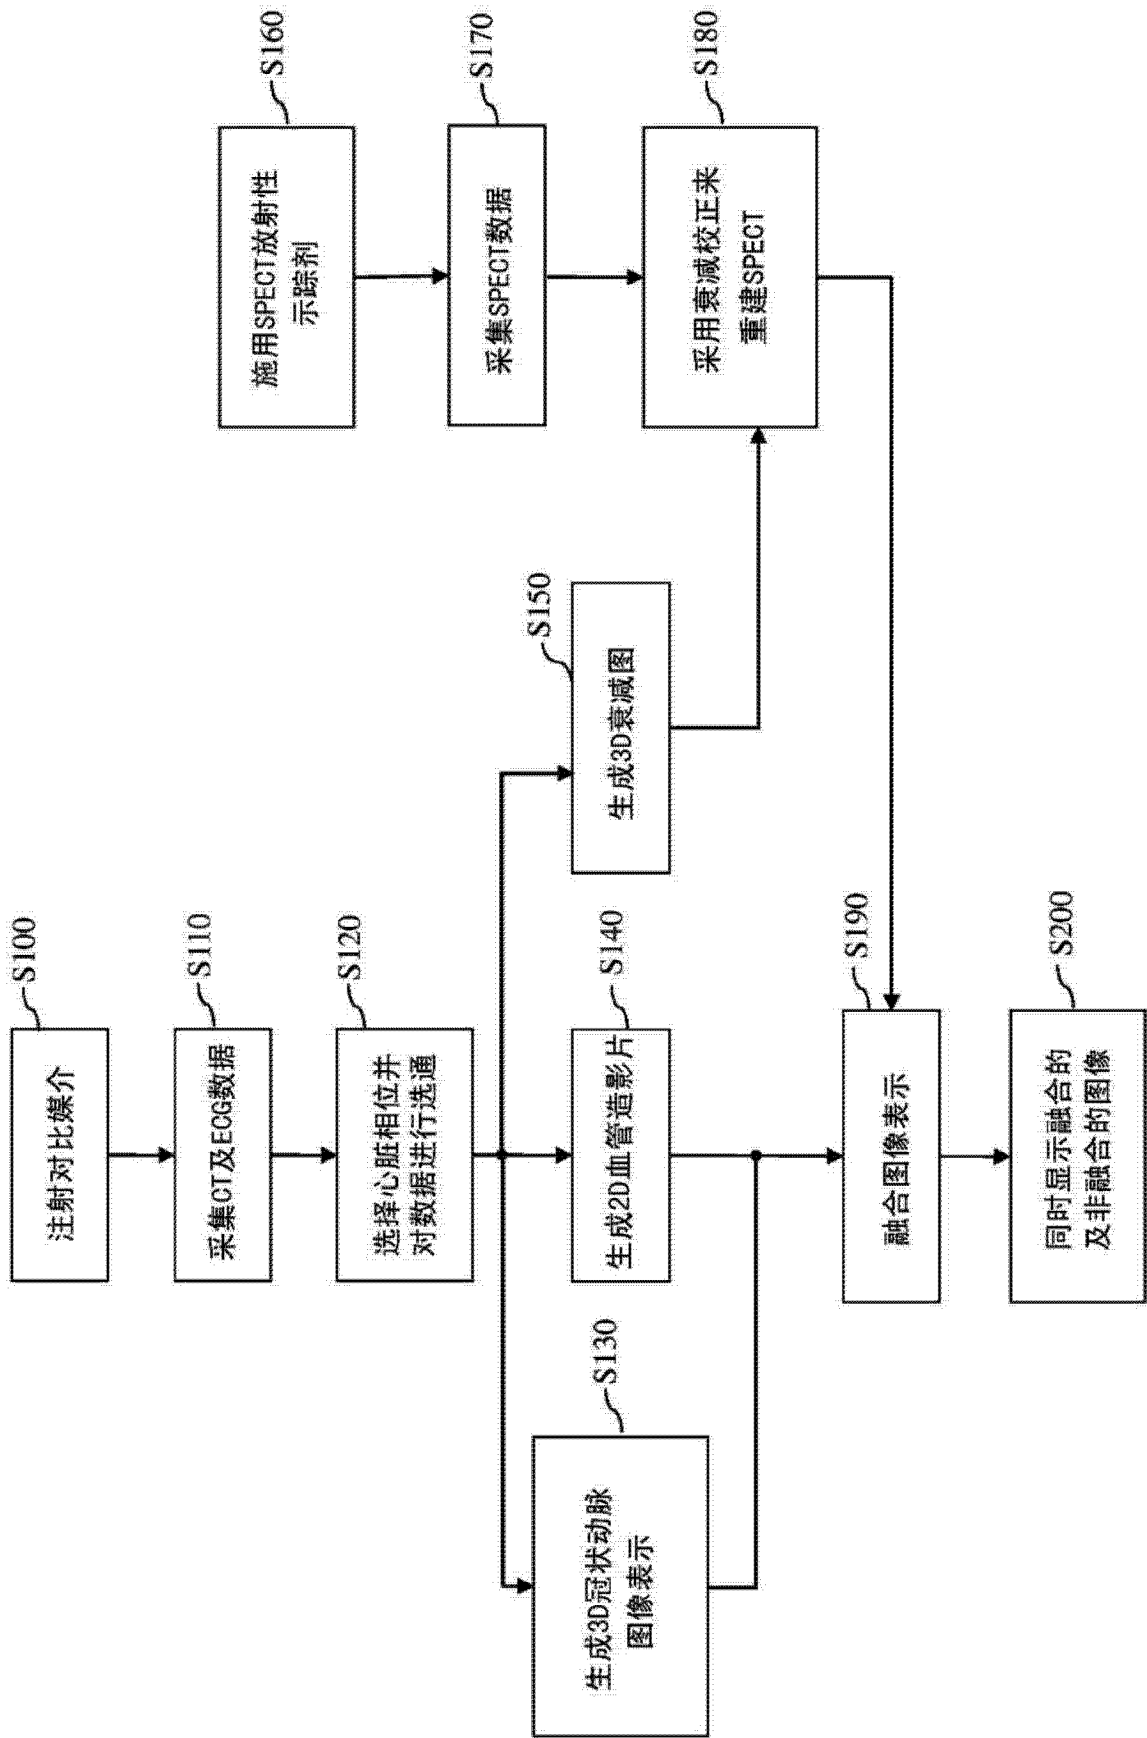 S100
注射对比媒介
S110
采集CT及ECG数据
S120
选择心脏相位并
对数据进行选通
S130
生成3D冠状动脉
图像表示
S140
生成2D血管造影片
S150
生成3D衰减图
S160
施用SPECT放射性
示踪剂
S170
采集SPECT数据
S180
采用衰减校正来
重建SPECT
S190
融合图像表示
S200
同时显示融合的
及非融合的图像